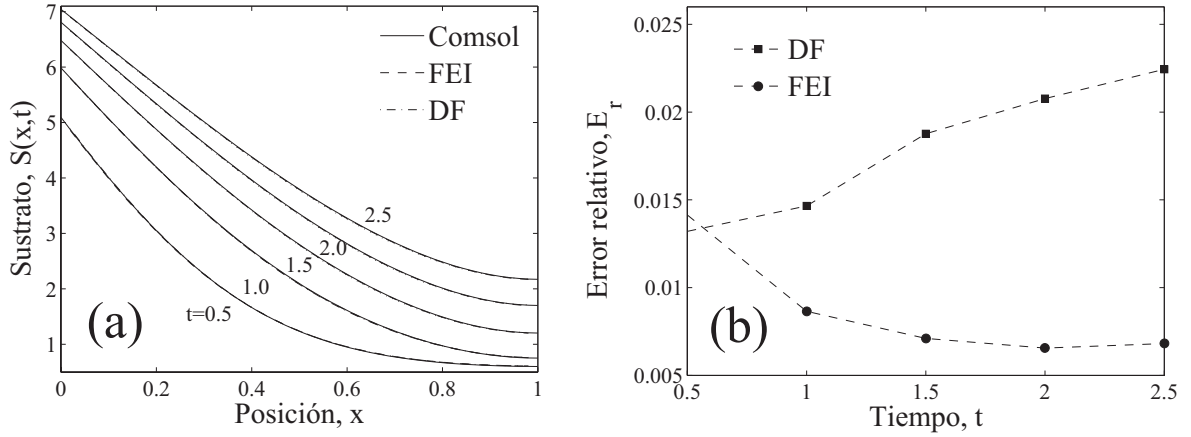 7
6
5
4
3
2
1
0
0.2
0.4
0.6
0.8
1
Sustrato, S(x,t)
Posición, x
Comsol
FEI
DF
2.5
2.0
1.5
1.0
t=0.5
(a)
0.025
0.02
0.015
0.01
0.005
0.5
1
1.5
2
2.5
Error relativo, E_r
Tiempo, t
DF
FEI
(b)